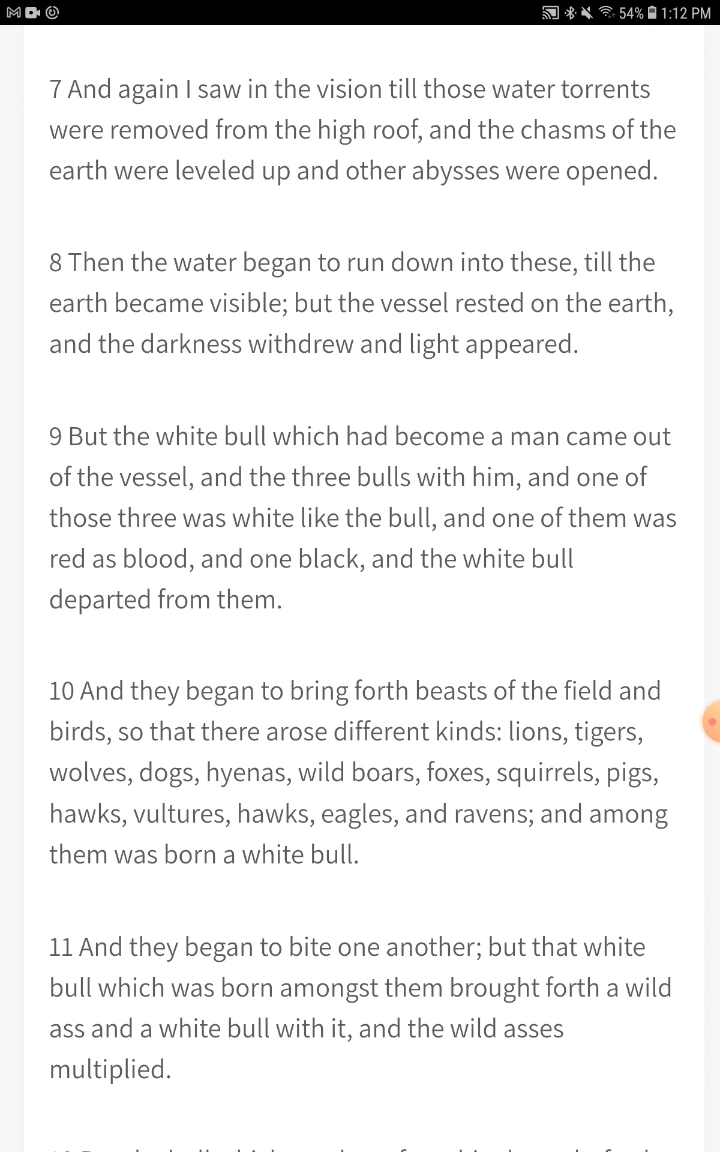 54% 1:12 PM
7 And again I saw in the vision till those water torrents
were removed from the high roof, and the chasms of the
earth were leveled up and other abysses were opened.
8 Then the water began to run down into these, till the
earth became visible; but the vessel rested on the earth,
and the darkness withdrew and light appeared.
9 But the white bull which had become a man came out
of the vessel, and the three bulls with him, and one of
those three was white like the bull, and one of them was
red as blood, and one black, and the white bull
departed from them.
10 And they began to bring forth beasts of the field and
birds, so that there arose different kinds: lions, tigers,
wolves, dogs, hyenas, wild boars, foxes, squirrels, pigs,
hawks, vultures, hawks, eagles, and ravens; and among
them was born a white bull.
11 And they began to bite one another; but that white
bull which was born amongst them brought forth a wild
ass and a white bull with it, and the wild asses
multiplied.